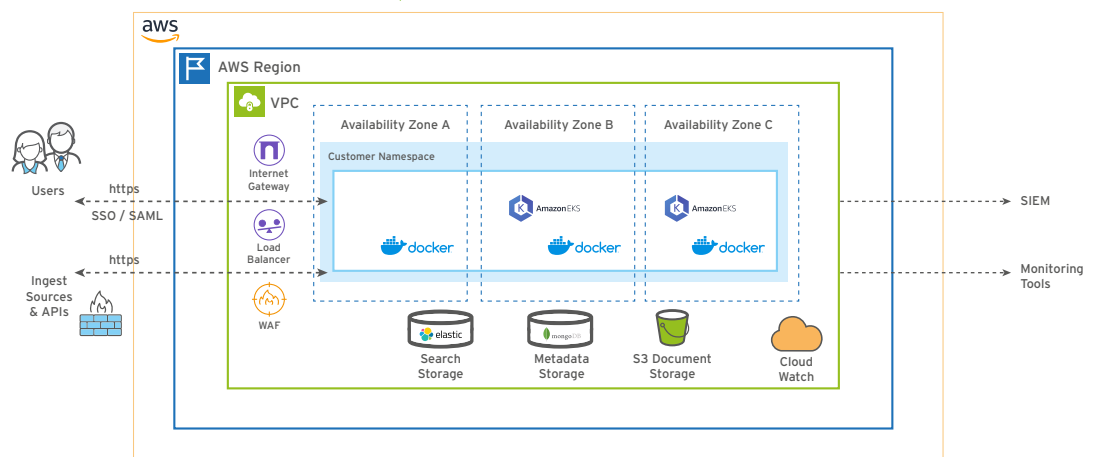 aws
AWS Region
VPC
Availability Zone A
Availability Zone B
Availability Zone C
Customer Namespace
Internet
Gateway
Users
https
SSO / SAML
Amazon EKS
Amazon EKS
SIEM
Load
Balancer
docker
docker
docker
https
Ingest
Sources
& APIs
Monitoring
Tools
WAF
elastic
mongoDB
Search
Storage
Metadata
Storage
S3 Document
Storage
Cloud
Watch